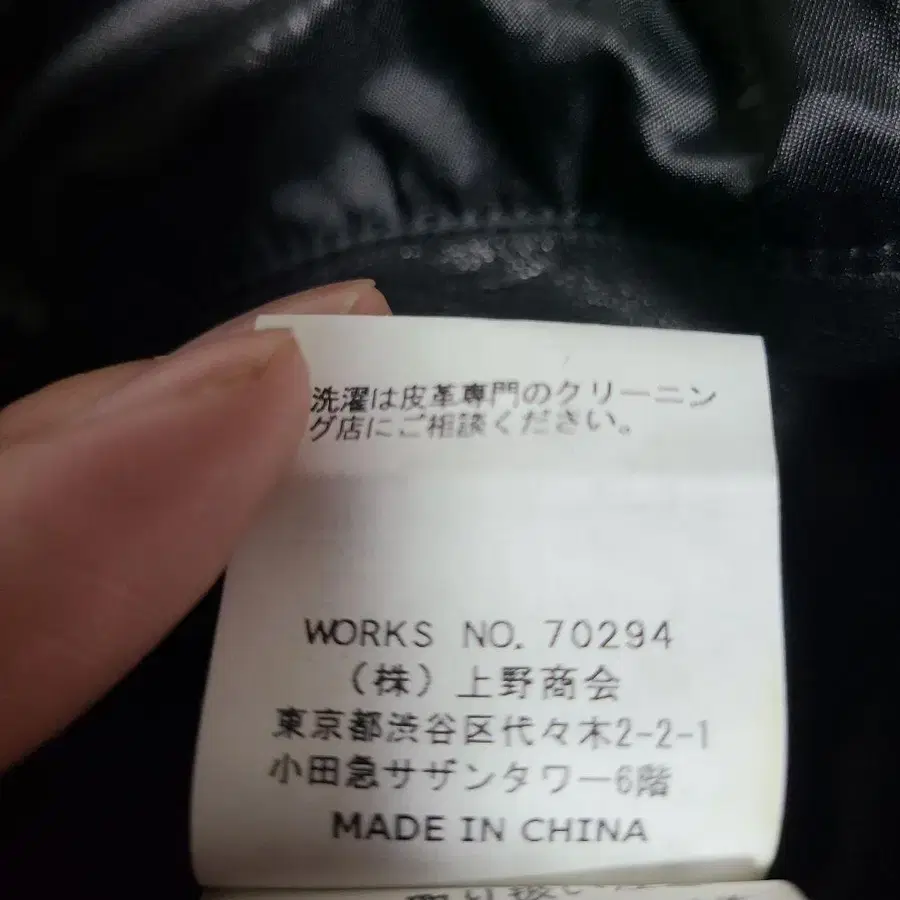 洗濯は皮革専門のクリーニン
グ店にご相談ください。
WORKS NO. 70294
(株)上野商会
東京都渋谷区代々木2-2-1
小田急サザンタワー6階
MADE IN CHINA